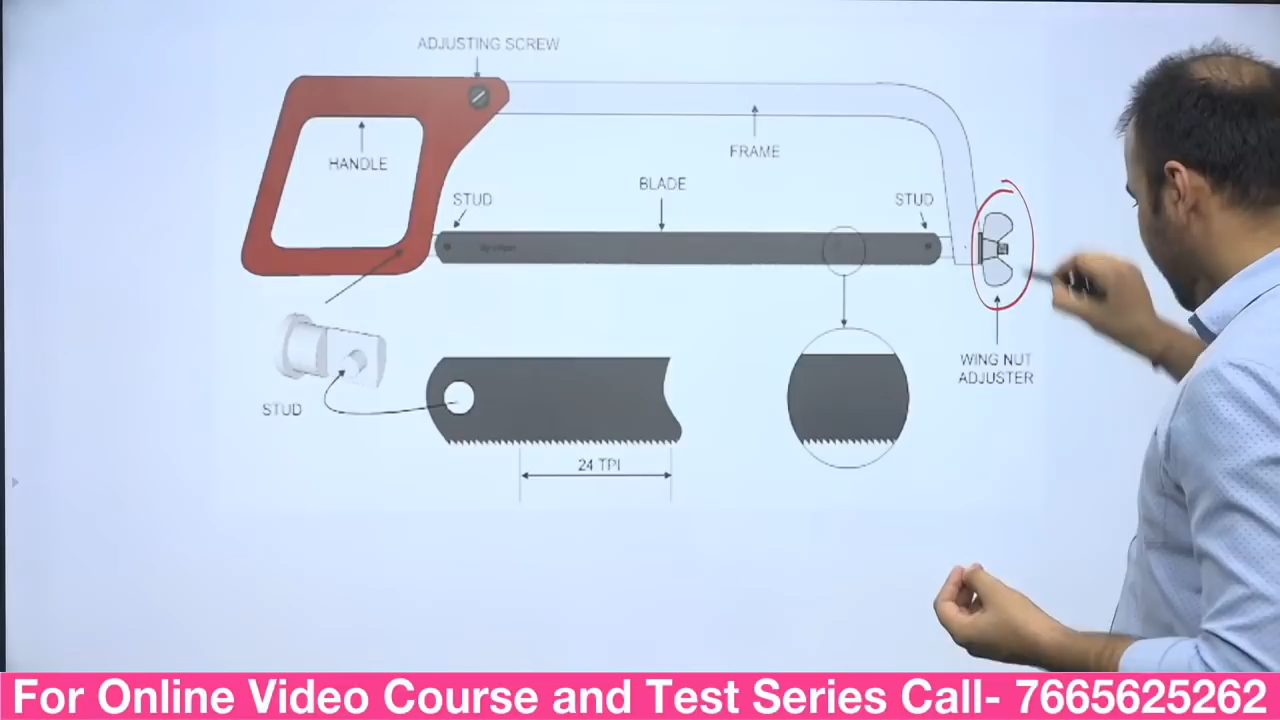 ADJUSTING SCREW
HANDLE
FRAME
BLADE
STUD
STUD
WING NUT
ADJUSTER
STUD
24 TPI
For Online Video Course and Test Series Call- 7665625262